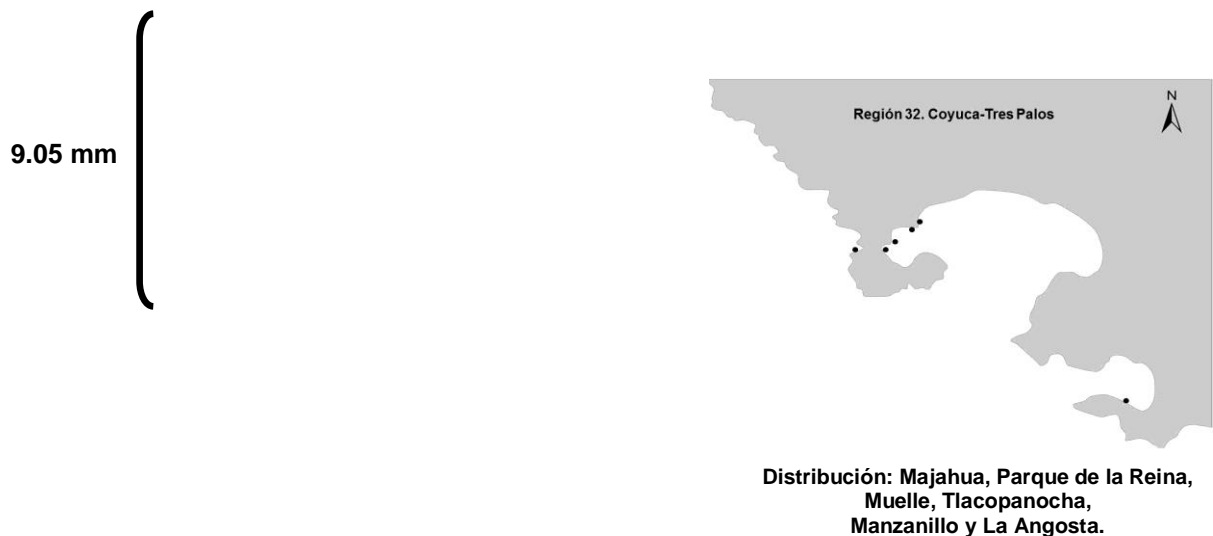 9.05 mm
Región 32. Coyuca-Tres Palos
N
Distribución: Majahua, Parque de la Reina,
Muelle, Tlacopanocha,
Manzanillo y La Angosta.